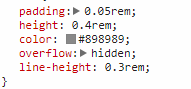 padding: 0.05rem;
height: 0.4rem;
color: #898989;
overflow: hidden;
line-height: 0.3rem;
}